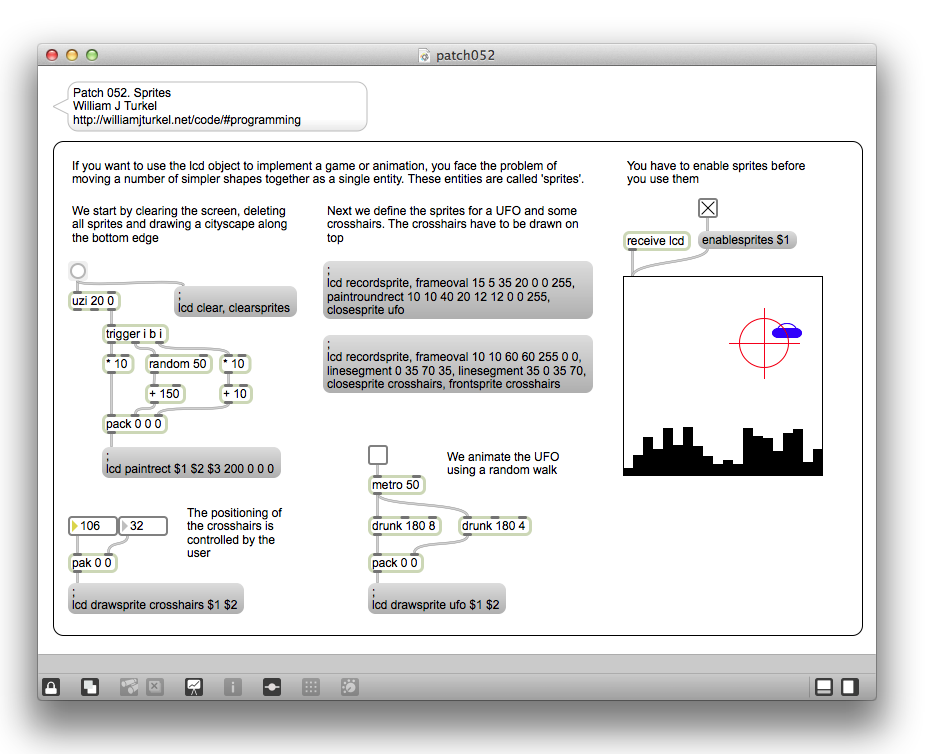 patch052
Patch 052. Sprites
William J Turkel
http://williamjturkel.net/code/#programming
If you want to use the lcd object to implement a game or animation, you face the problem of
moving a number of simpler shapes together as a single entity. These entities are called 'sprites'.
You have to enable sprites before
you use them
We start by clearing the screen, deleting
all sprites and drawing a cityscape along
the bottom edge
Next we define the sprites for a UFO and some
crosshairs. The crosshairs have to be drawn on
top
receive lcd
enablesprites $1
uzi 20 0
;
lcd clear, clearsprites
;
lcd recordsprite, frameoval 15 5 35 20 0 0 255,
paintroundrect 10 10 40 20 12 12 0 0 255,
closesprite ufo
trigger i b i
* 10
random 50
* 10
+ 150
+ 10
pack 0 0 0
;
lcd paintrect $1 $2 $3 200 0 0 0
;
lcd recordsprite, frameoval 10 10 60 60 255 0 0,
linesegment 0 35 70 35, linesegment 35 0 35 70,
closesprite crosshairs, frontsprite crosshairs
We animate the UFO
using a random walk
metro 50
drunk 180 8
drunk 180 4
pack 0 0
;
lcd drawsprite ufo $1 $2
106
32
The positioning of
the crosshairs is
controlled by the
user
pak 0 0
;
lcd drawsprite crosshairs $1 $2